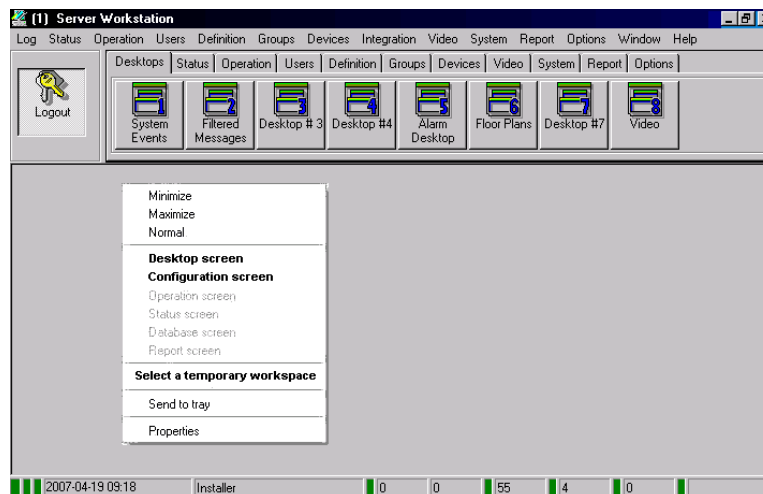 (1) Server Workstation
Log Status Operation Users Definition Groups Devices Integration Video System Report Options Window Help
Desktops Status Operation Users Definition Groups Devices Video System Report Options
Logout
1 2 3 4 5 6 7 8
System Events
Filtered Messages
Desktop # 3
Desktop #4
Alarm Desktop
Floor Plans
Desktop #7
Video
Minimize
Maximize
Normal
Desktop screen
Configuration screen
Operation screen
Status screen
Database screen
Report screen
Select a temporary workspace
Send to tray
Properties
2007-04-19 09:18 Installer 0 0 55 4 0